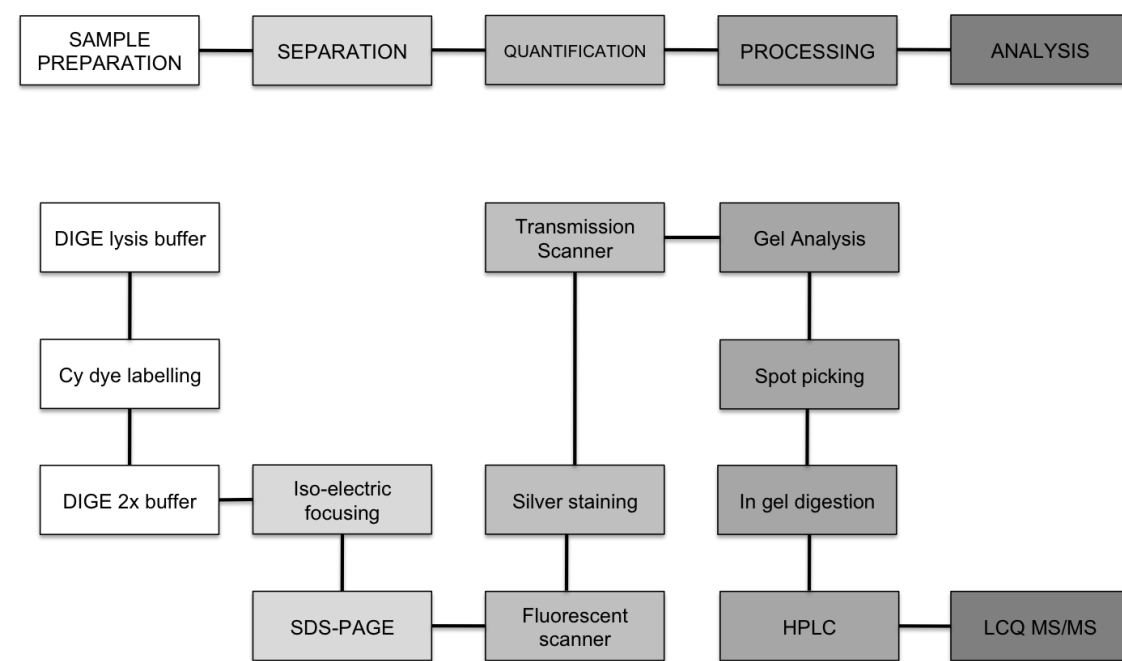 SAMPLE
PREPARATION
SEPARATION
QUANTIFICATION
PROCESSING
ANALYSIS
DIGE lysis buffer
Cy dye labelling
DIGE 2x buffer
Iso-electric
focusing
SDS-PAGE
Fluorescent
scanner
Silver staining
Transmission
Scanner
Gel Analysis
Spot picking
In gel digestion
HPLC
LCQ MS/MS